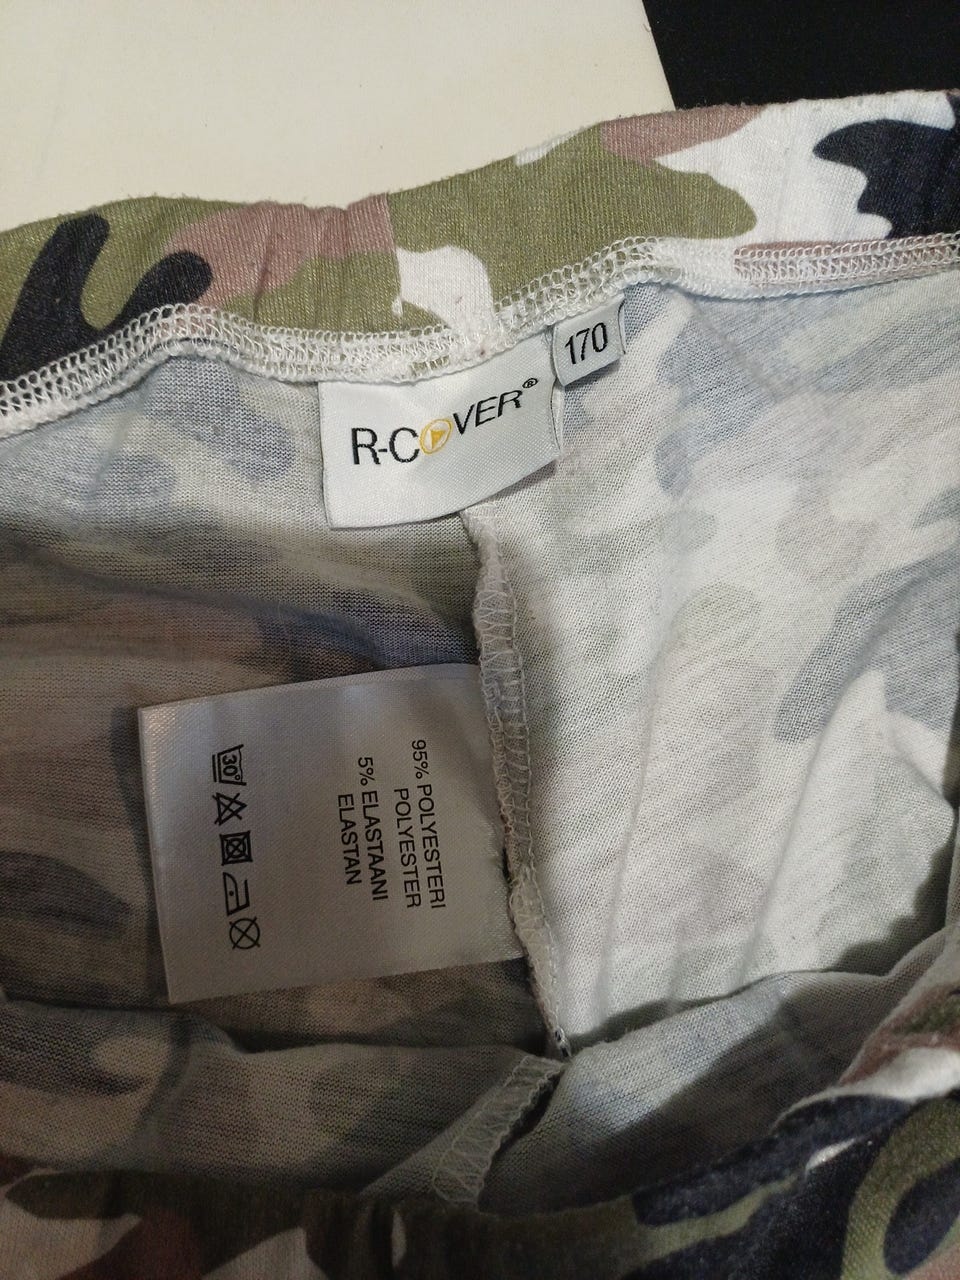 R-COVER®
170
95% POLYESTERI
POLYESTER
5% ELASTAANI
ELASTAN
30°